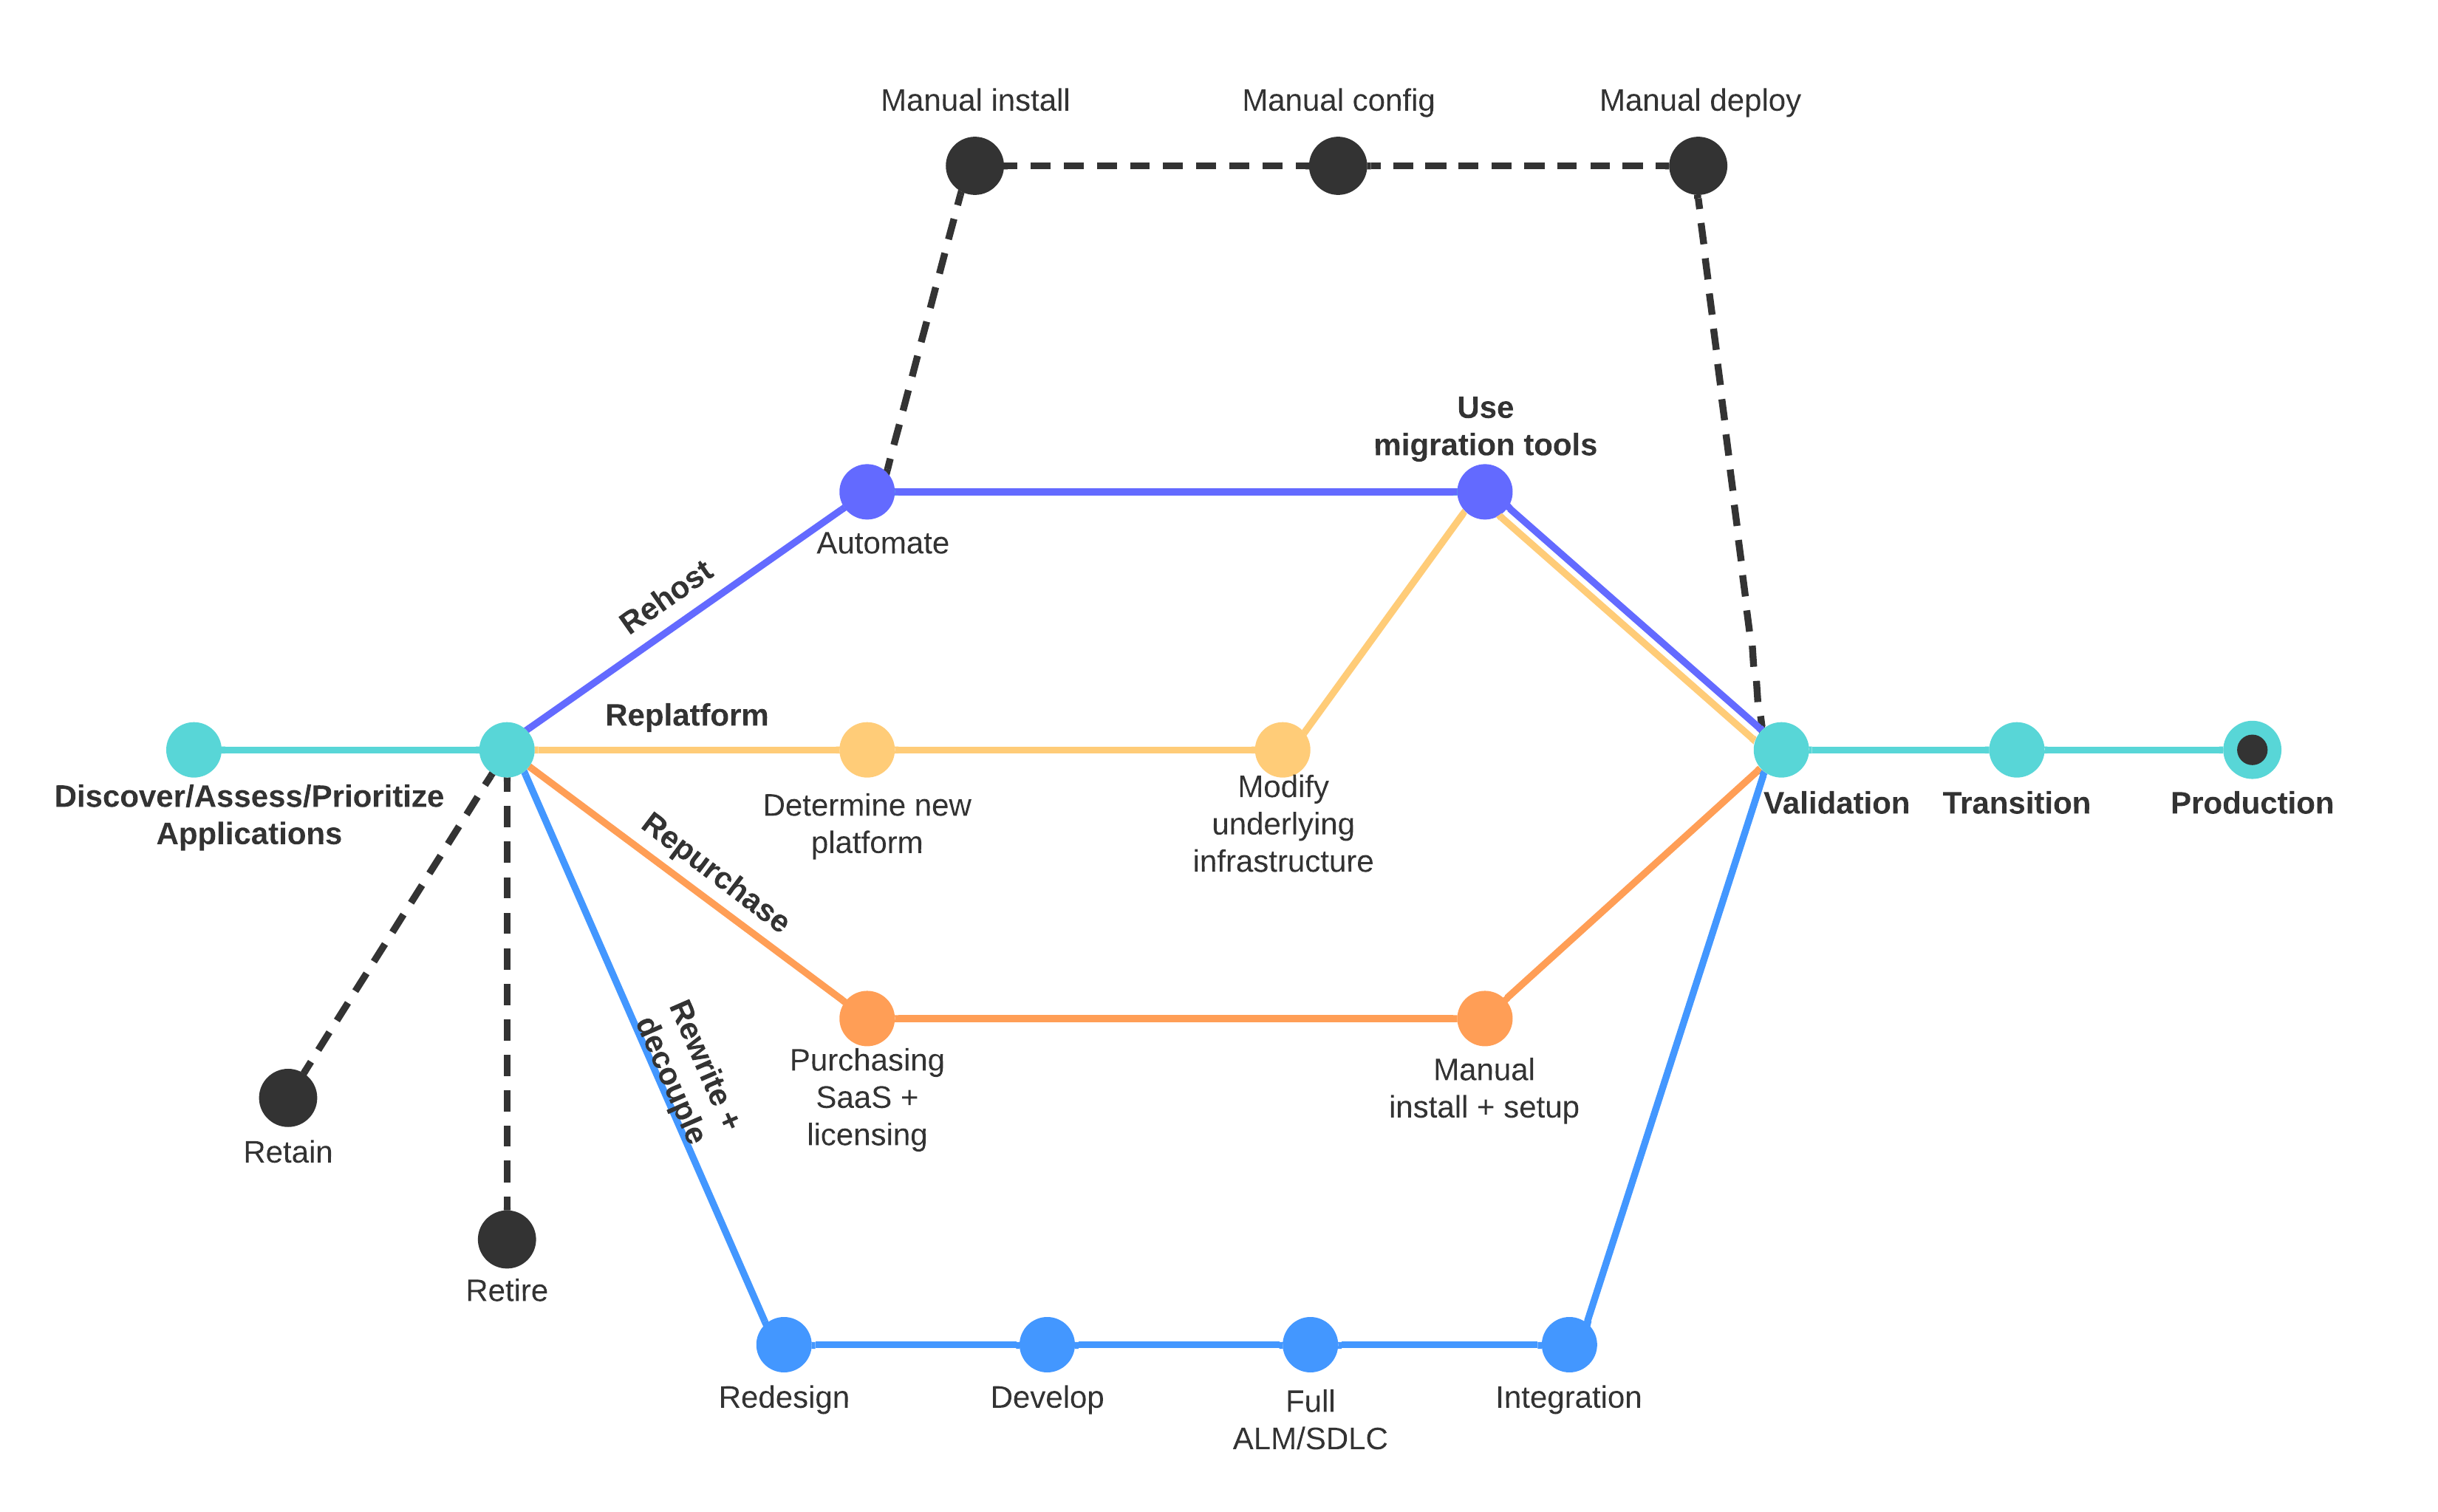 Manual install
Manual config
Manual deploy
Use
migration tools
Automate
Rehost
Replatform
Discover/Assess/Prioritize
Applications
Determine new
platform
Modify
underlying
infrastructure
Validation
Transition
Production
Repurchase
Rewrite +
decouple
Purchasing
SaaS +
licensing
Manual
install + setup
Retain
Retire
Redesign
Develop
Full
ALM/SDLC
Integration